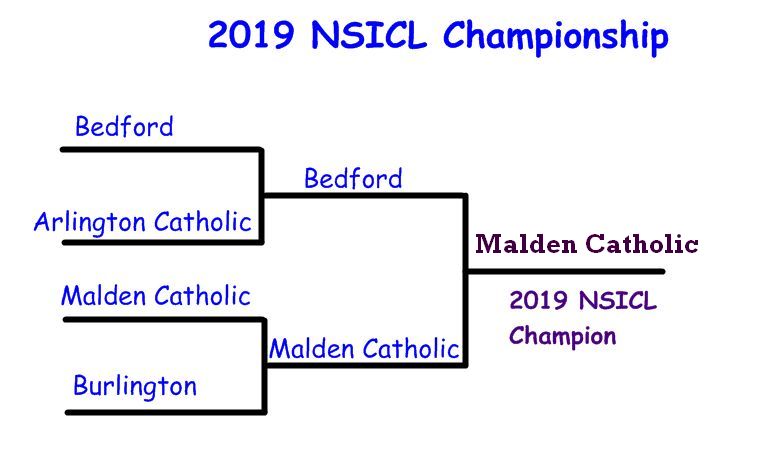 2019 NSICL Championship
Bedford
Bedford
Arlington Catholic
Malden Catholic
Malden Catholic
2019 NSICL
Champion
Malden Catholic
Burlington